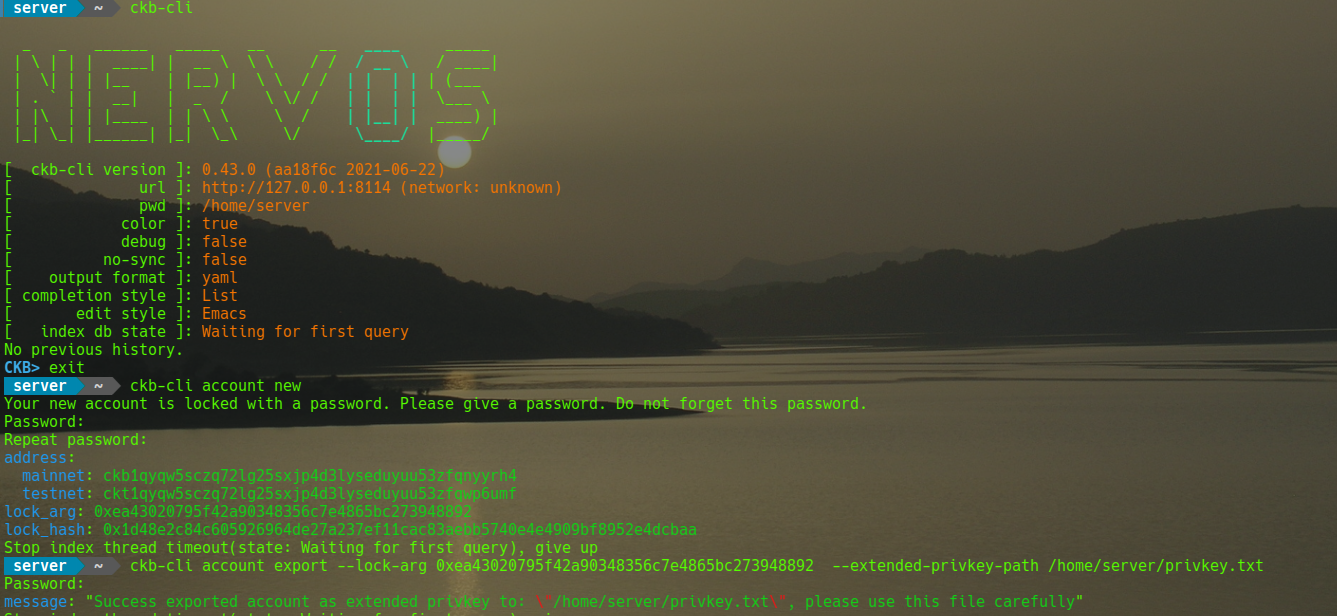 server ~ ckb-cli
NERVOS
[ ckb-cli version ]: 0.43.0 (aa18f6c 2021-06-22)
[ url ]: http://127.0.0.1:8114 (network: unknown)
[ pwd ]: /home/server
[ color ]: true
[ debug ]: false
[ no-sync ]: false
[ output format ]: yaml
[ completion style ]: List
[ edit style ]: Emacs
[ index db state ]: Waiting for first query
No previous history.
CKB> exit
server ~ ckb-cli account new
Your new account is locked with a password. Please give a password. Do not forget this password.
Password:
Repeat password:
address:
mainnet: ckb1qyqw5sczq72lg25sxjp4d3lyseduyuu53zfqnyyrh4
testnet: ckt1qyqw5sczq72lg25sxjp4d3lyseduyuu53zfqwp6umf
lock_arg: 0xea43020795f42a90348356c7e4865bc273948892
lock_hash: 0x1d48e2c84c605926964de27a237ef11cac83aebb5740e4e4909bf8952e4dcbaa
Stop index thread timeout(state: Waiting for first query), give up
server ~ ckb-cli account export --lock-arg 0xea43020795f42a90348356c7e4865bc273948892 --extended-privkey-path /home/server/privkey.txt
Password:
message: "Success exported account as extended privkey to: \"/home/server/privkey.txt\", please use this file carefully"